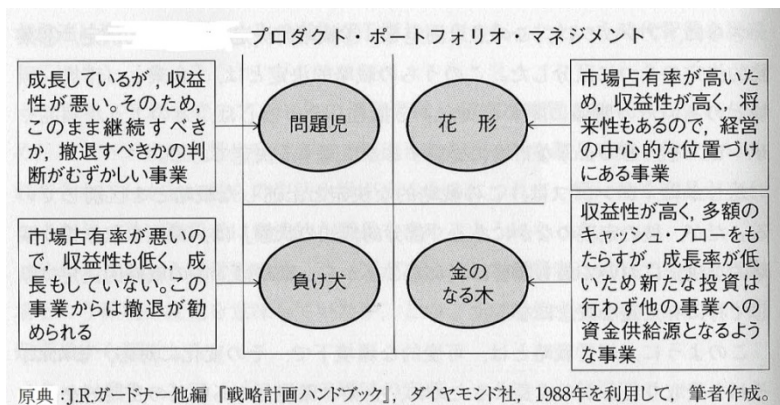 プロダクト・ポートフォリオ・マネジメント
成長しているが，収益
性が悪い。そのため，
このまま継続すべき
か，撤退すべきかの判
断がむずかしい事業
問題児
花形
市場占有率が高いた
め，収益性が高く，将
来性もあるので，経営
の中心的な位置づけ
にある事業
市場占有率が悪いの
で，収益性も低く，成
長もしていない。この
事業からは撤退が勧
められる
負け犬
金の
なる木
収益性が高く，多額の
キャッシュ・フローをも
たらすが，成長率が低
いため新たな投資は
行わず他の事業への
資金供給源となるよう
な事業
原典：J.R.ガードナー他編『戦略計画ハンドブック』，ダイヤモンド社，1988年を利用して，筆者作成。